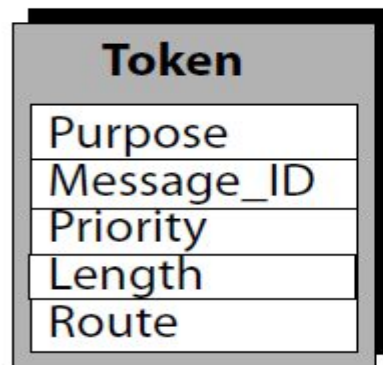 Token
Purpose
Message_ID
Priority
Length
Route